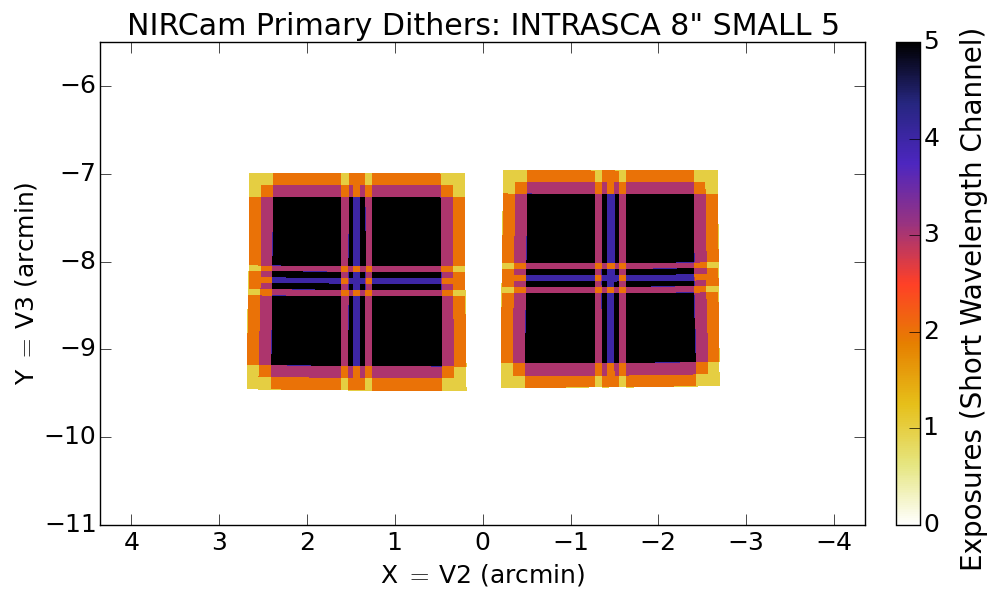 NIRCam Primary Dithers: INTRASCA 8" SMALL 5
−6
−7
−8
−9
−10
−11
Y = V3 (arcmin)
4 3 2 1 0 −1 −2 −3 −4
X = V2 (arcmin)
5
4
3
2
1
0
Exposures (Short Wavelength Channel)